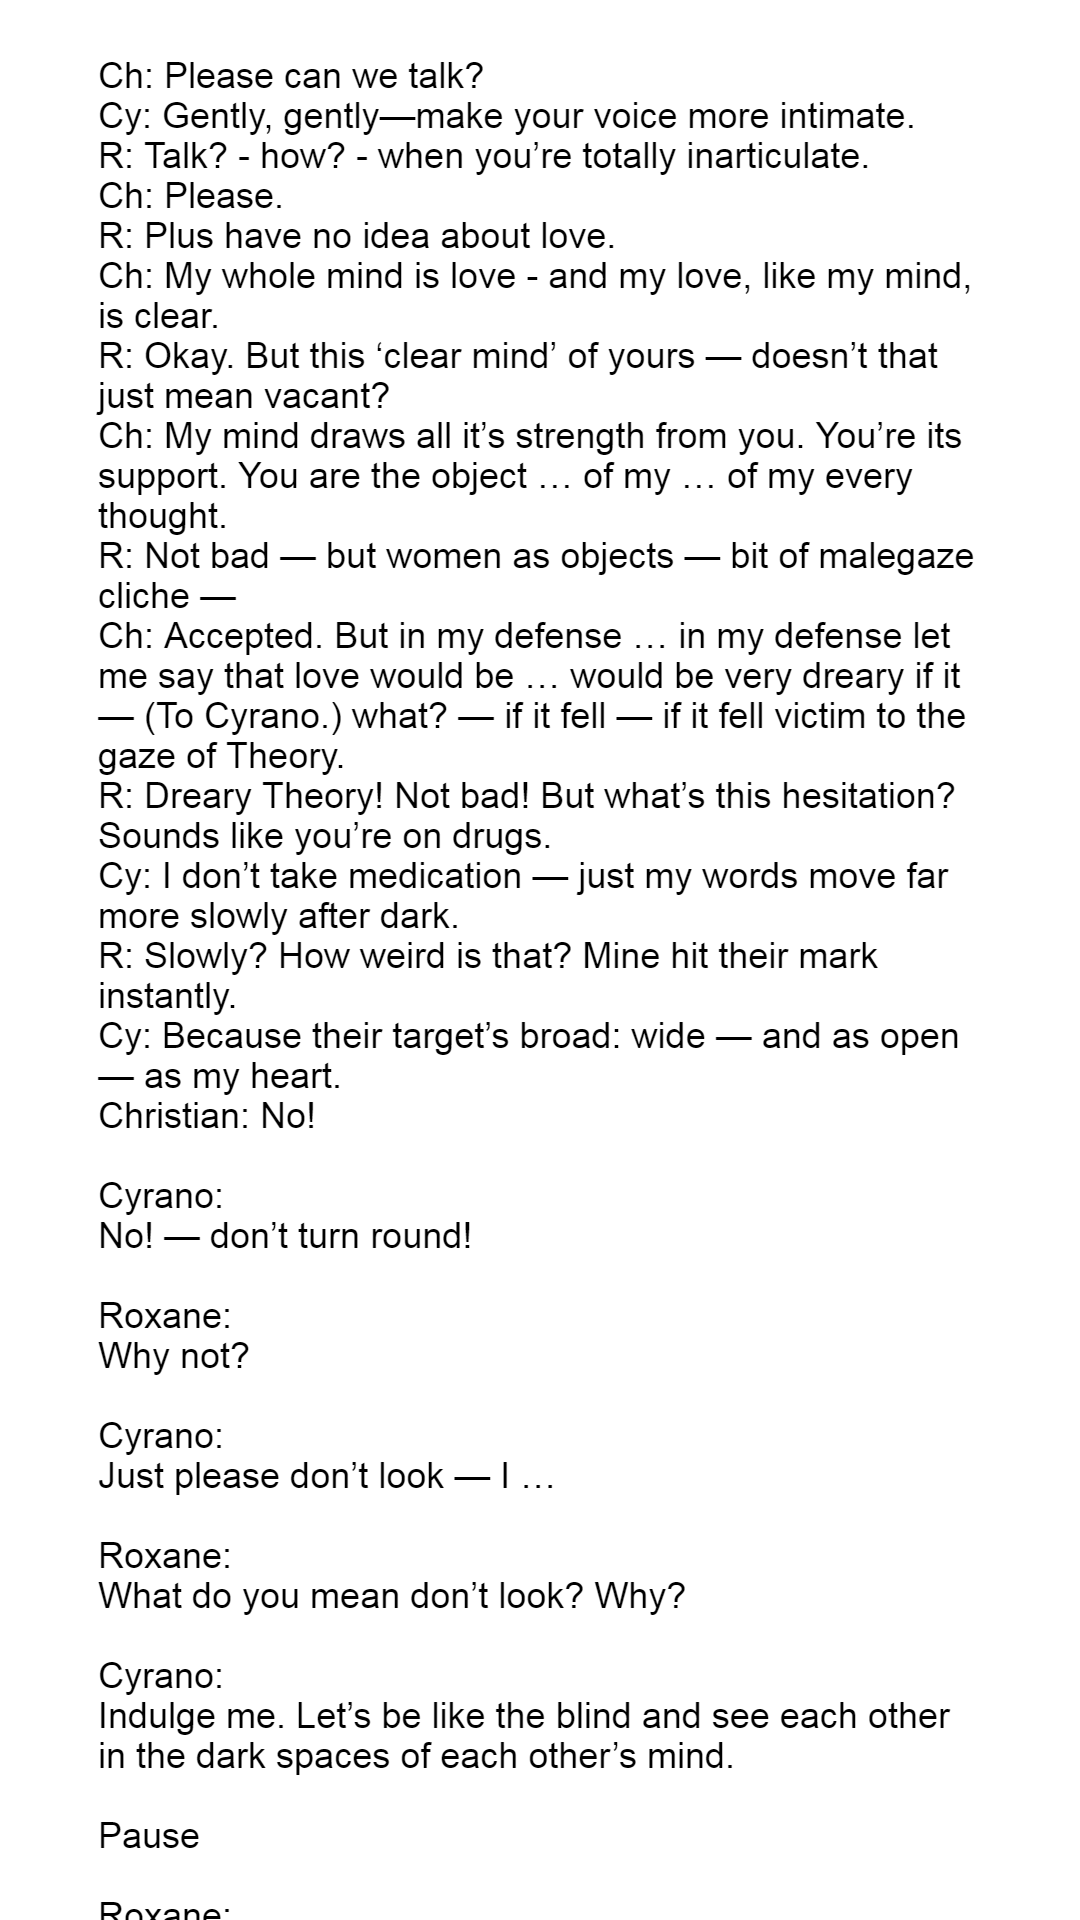 Ch: Please can we talk?
Cy: Gently, gently—make your voice more intimate.
R: Talk? - how? - when you’re totally inarticulate.
Ch: Please.
R: Plus have no idea about love.
Ch: My whole mind is love - and my love, like my mind,
is clear.
R: Okay. But this ‘clear mind’ of yours — doesn’t that
just mean vacant?
Ch: My mind draws all it’s strength from you. You’re its
support. You are the object … of my … of my every
thought.
R: Not bad — but women as objects — bit of malegaze
cliche —
Ch: Accepted. But in my defense … in my defense let
me say that love would be … would be very dreary if it
— (To Cyrano.) what? — if it fell — if it fell victim to the
gaze of Theory.
R: Dreary Theory! Not bad! But what’s this hesitation?
Sounds like you’re on drugs.
Cy: I don’t take medication — just my words move far
more slowly after dark.
R: Slowly? How weird is that? Mine hit their mark
instantly.
Cy: Because their target’s broad: wide — and as open
— as my heart.
Christian: No!
Cyrano:
No! — don’t turn round!
Roxane:
Why not?
Cyrano:
Just please don’t look — I …
Roxane:
What do you mean don’t look? Why?
Cyrano:
Indulge me. Let’s be like the blind and see each other
in the dark spaces of each other’s mind.
Pause
Roxane: